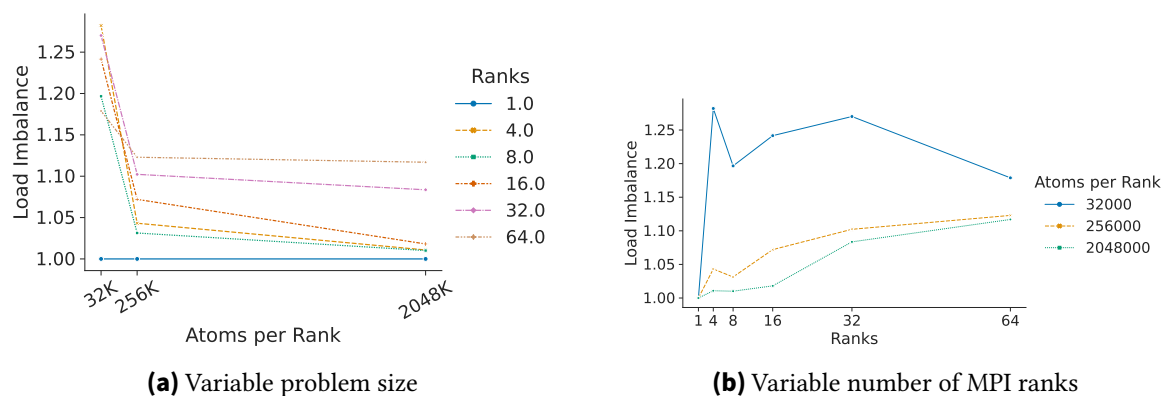 Load Imbalance
1.25
1.20
1.15
1.10
1.05
1.00
32K
256K
2048K
Atoms per Rank
Ranks
1.0
4.0
8.0
16.0
32.0
64.0
(a) Variable problem size
Load Imbalance
1.25
1.20
1.15
1.10
1.05
1.00
1 4 8 16 32 64
Ranks
Atoms per Rank
32000
256000
2048000
(b) Variable number of MPI ranks